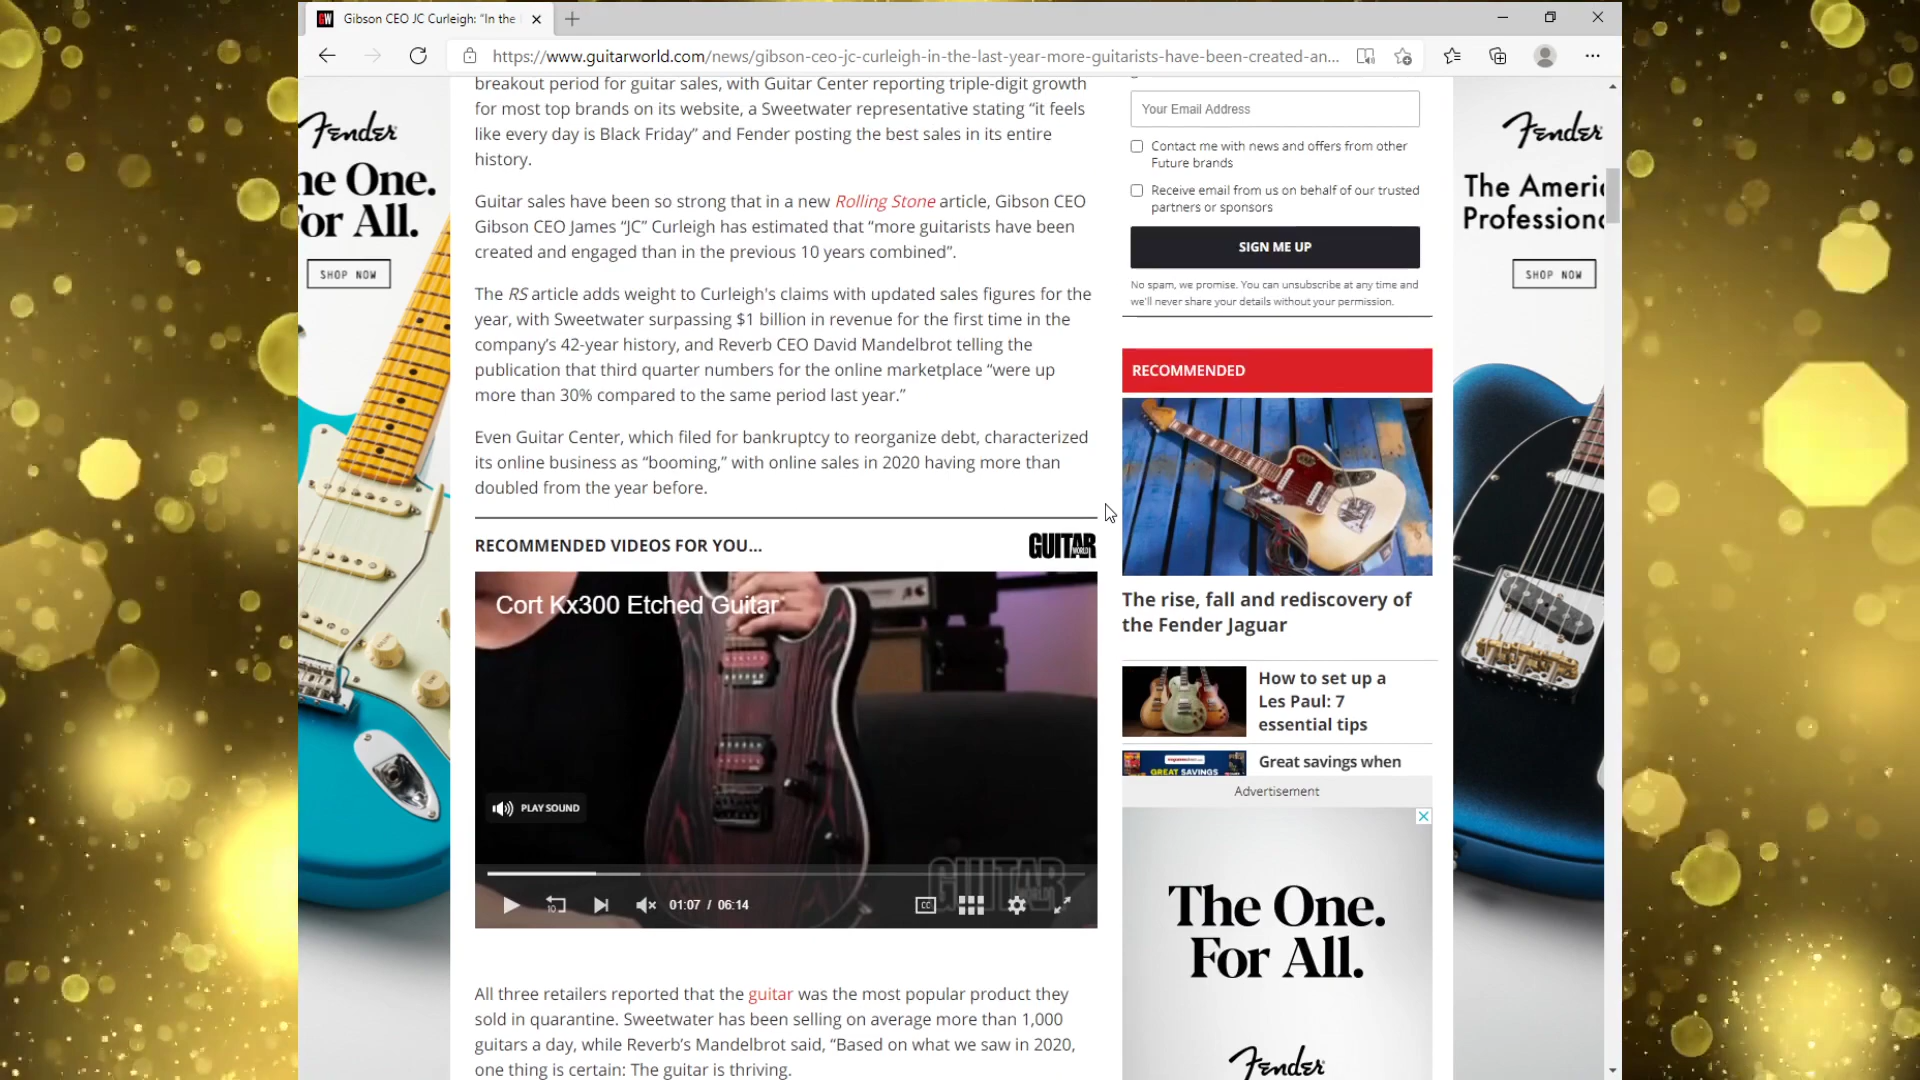 GW Gibson CEO JC Curleigh: “In the
https://www.guitarworld.com/news/gibson-ceo-jc-curleigh-in-the-last-year-more-guitarists-have-been-created-an...
Fender
ne One.
or All.
SHOP NOW
breakout period for guitar sales, with Guitar Center reporting triple-digit growth
for most top brands on its website, a Sweetwater representative stating “it feels
like every day is Black Friday” and Fender posting the best sales in its entire
history.
Guitar sales have been so strong that in a new Rolling Stone article, Gibson CEO
Gibson CEO James “JC” Curleigh has estimated that “more guitarists have been
created and engaged than in the previous 10 years combined”.
The RS article adds weight to Curleigh's claims with updated sales figures for the
year, with Sweetwater surpassing $1 billion in revenue for the first time in the
company’s 42-year history, and Reverb CEO David Mandelbrot telling the
publication that third quarter numbers for the online marketplace “were up
more than 30% compared to the same period last year.”
Even Guitar Center, which filed for bankruptcy to reorganize debt, characterized
its online business as “booming,” with online sales in 2020 having more than
doubled from the year before.
RECOMMENDED VIDEOS FOR YOU...
GUITAR WORLD
Cort Kx300 Etched Guitar
PLAY SOUND
GUITAR WORLD
10
01:07 / 06:14
CC
All three retailers reported that the guitar was the most popular product they
sold in quarantine. Sweetwater has been selling on average more than 1,000
guitars a day, while Reverb’s Mandelbrot said, “Based on what we saw in 2020,
one thing is certain: The guitar is thriving.
Your Email Address
Contact me with news and offers from other
Future brands
Receive email from us on behalf of our trusted
partners or sponsors
SIGN ME UP
No spam, we promise. You can unsubscribe at any time and
we'll never share your details without your permission.
RECOMMENDED
The rise, fall and rediscovery of
the Fender Jaguar
How to set up a
Les Paul: 7
essential tips
GREAT SAVINGS
Great savings when
Advertisement
The One.
For All.
Fender
Fender
The Ameri
Profession
SHOP NOW